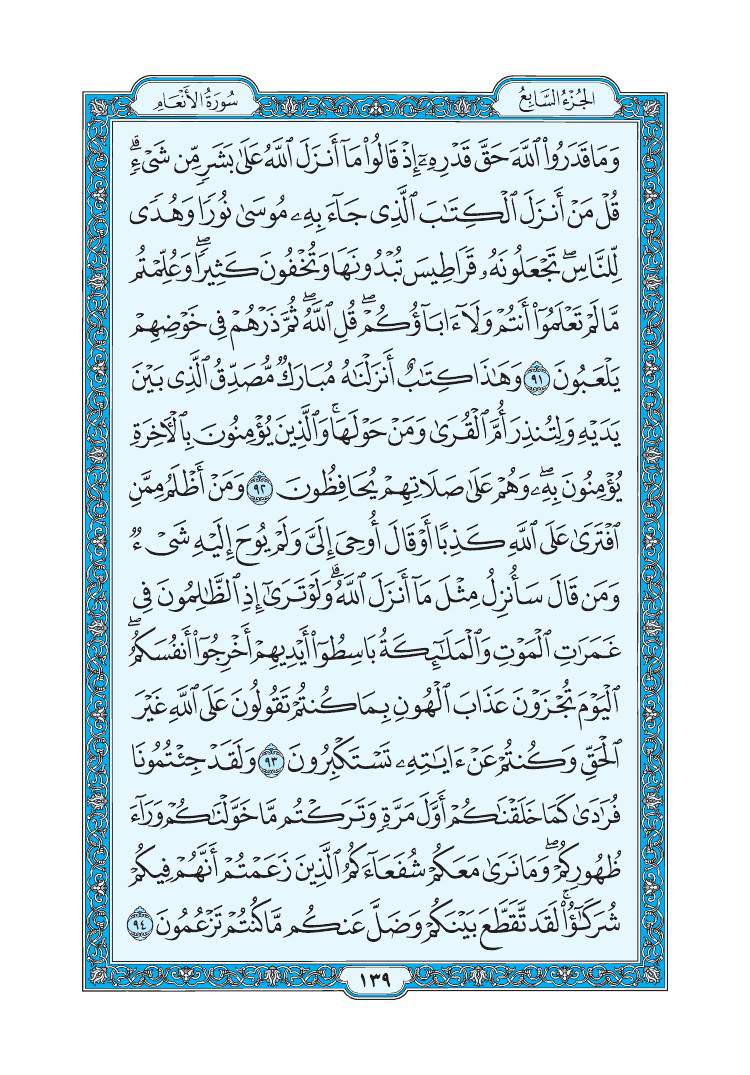 الجُزْءُ السَّابِعُ
سُورَةُ الأَنْعَامِ
وَمَا قَدَرُوا۟ ٱللَّهَ حَقَّ قَدْرِهِۦٓ إِذْ قَالُوا۟ مَآ أَنزَلَ ٱللَّهُ عَلَىٰ بَشَرٍ مِّن شَىْءٍ ۗ
قُلْ مَنْ أَنزَلَ ٱلْكِتَٰبَ ٱلَّذِى جَآءَ بِهِۦ مُوسَىٰ نُورًا وَهُدًى
لِّلنَّاسِ ۖ تَجْعَلُونَهُۥ قَرَاطِيسَ تُبْدُونَهَا وَتُخْفُونَ كَثِيرًا ۖ وَعُلِّمْتُم
مَّا لَمْ تَعْلَمُوٓا۟ أَنتُمْ وَلَآ ءَابَآؤُكُمْ ۖ قُلِ ٱللَّهُ ۖ ثُمَّ ذَرْهُمْ فِى خَوْضِهِمْ
يَلْعَبُونَ ٩١ وَهَٰذَا كِتَٰبٌ أَنزَلْنَٰهُ مُبَارَكٌ مُّصَدِّقُ ٱلَّذِى بَيْنَ
يَدَيْهِ وَلِتُنذِرَ أُمَّ ٱلْقُرَىٰ وَمَنْ حَوْلَهَا ۚ وَٱلَّذِينَ يُؤْمِنُونَ بِٱلْءَاخِرَةِ
يُؤْمِنُونَ بِهِۦ ۖ وَهُمْ عَلَىٰ صَلَاتِهِمْ يُحَافِظُونَ ٩٢ وَمَنْ أَظْلَمُ مِمَّنِ
ٱفْتَرَىٰ عَلَى ٱللَّهِ كَذِبًا أَوْ قَالَ أُوحِىَ إِلَىَّ وَلَمْ يُوحَ إِلَيْهِ شَىْءٌ
وَمَن قَالَ سَأُنزِلُ مِثْلَ مَآ أَنزَلَ ٱللَّهُ ۗ وَلَوْ تَرَىٰٓ إِذِ ٱلظَّٰلِمُونَ فِى
غَمَرَٰتِ ٱلْمَوْتِ وَٱلْمَلَٰٓئِكَةُ بَاسِطُوٓا۟ أَيْدِيهِمْ أَخْرِجُوٓا۟ أَنفُسَكُمُ ۖ
ٱلْيَوْمَ تُجْزَوْنَ عَذَابَ ٱلْهُونِ بِمَا كُنتُمْ تَقُولُونَ عَلَى ٱللَّهِ غَيْرَ
ٱلْحَقِّ وَكُنتُمْ عَنْ ءَايَٰتِهِۦ تَسْتَكْبِرُونَ ٩٣ وَلَقَدْ جِئْتُمُونَا
فُرَٰدَىٰ كَمَا خَلَقْنَٰكُمْ أَوَّلَ مَرَّةٍ وَتَرَكْتُم مَّا خَوَّلْنَٰكُمْ وَرَآءَ
ظُهُورِكُمْ ۖ وَمَا نَرَىٰ مَعَكُمْ شُفَعَآءَكُمُ ٱلَّذِينَ زَعَمْتُمْ أَنَّهُمْ فِيكُمْ
شُرَكَٰٓؤُا۟ ۚ لَقَد تَّقَطَّعَ بَيْنَكُمْ وَضَلَّ عَنكُم مَّا كُنتُمْ تَزْعُمُونَ ٩٤
١٣٩